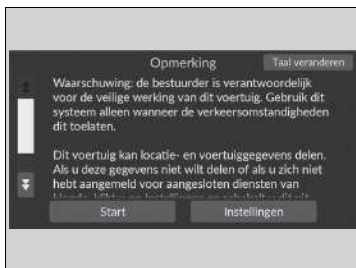 Opmerking
Taal veranderen
Waarschuwing: de bestuurder is verantwoordelijk
voor de veilige werking van dit voertuig. Gebruik dit
systeem alleen wanneer de verkeersomstandigheden
dit toelaten.
Dit voertuig kan locatie- en voertuiggegevens delen.
Als u deze gegevens niet wilt delen of als u zich niet
hebt aangemeld voor aangesloten diensten van
Start
Instellingen